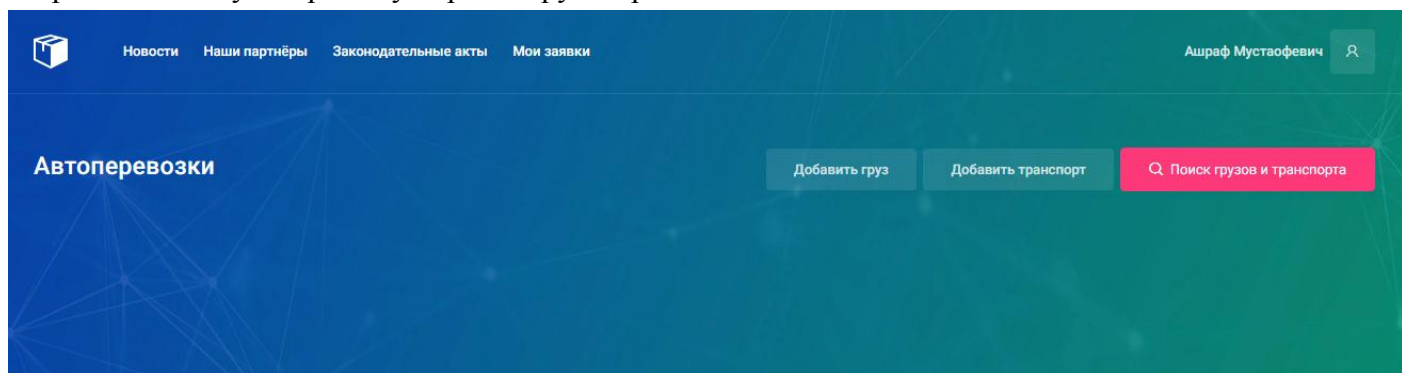 Новости Наши партнёры Законодательные акты Мои заявки Ашраф Мустаофевич
Автоперевозки Добавить груз Добавить транспорт Поиск грузов и транспорта